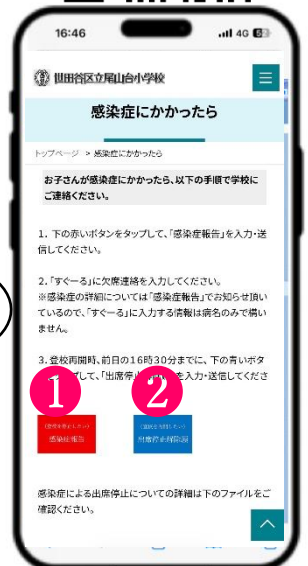 16:46
4G
世田谷区立尾山台小学校
感染症にかかったら
トップページ > 感染症にかかったら
お子さんが感染症にかかったら、以下の手順で学校に
ご連絡ください。
1. 下の赤いボタンをタップして、「感染症報告」を入力・送
信してください。
2.「すぐーる」に欠席連絡を入力してください。
※感染症の詳細については「感染症報告」でお知らせ頂い
ているので、「すぐーる」に入力する情報は病名のみで構い
ません。
3. 登校再開時、前日の16時30分までに、下の青いボタ
プして、「出席停
を入力・送信してくださ
1
2
感染症報告
出席停止解除願
感染症による出席停止についての詳細は下のファイルをご
確認ください。